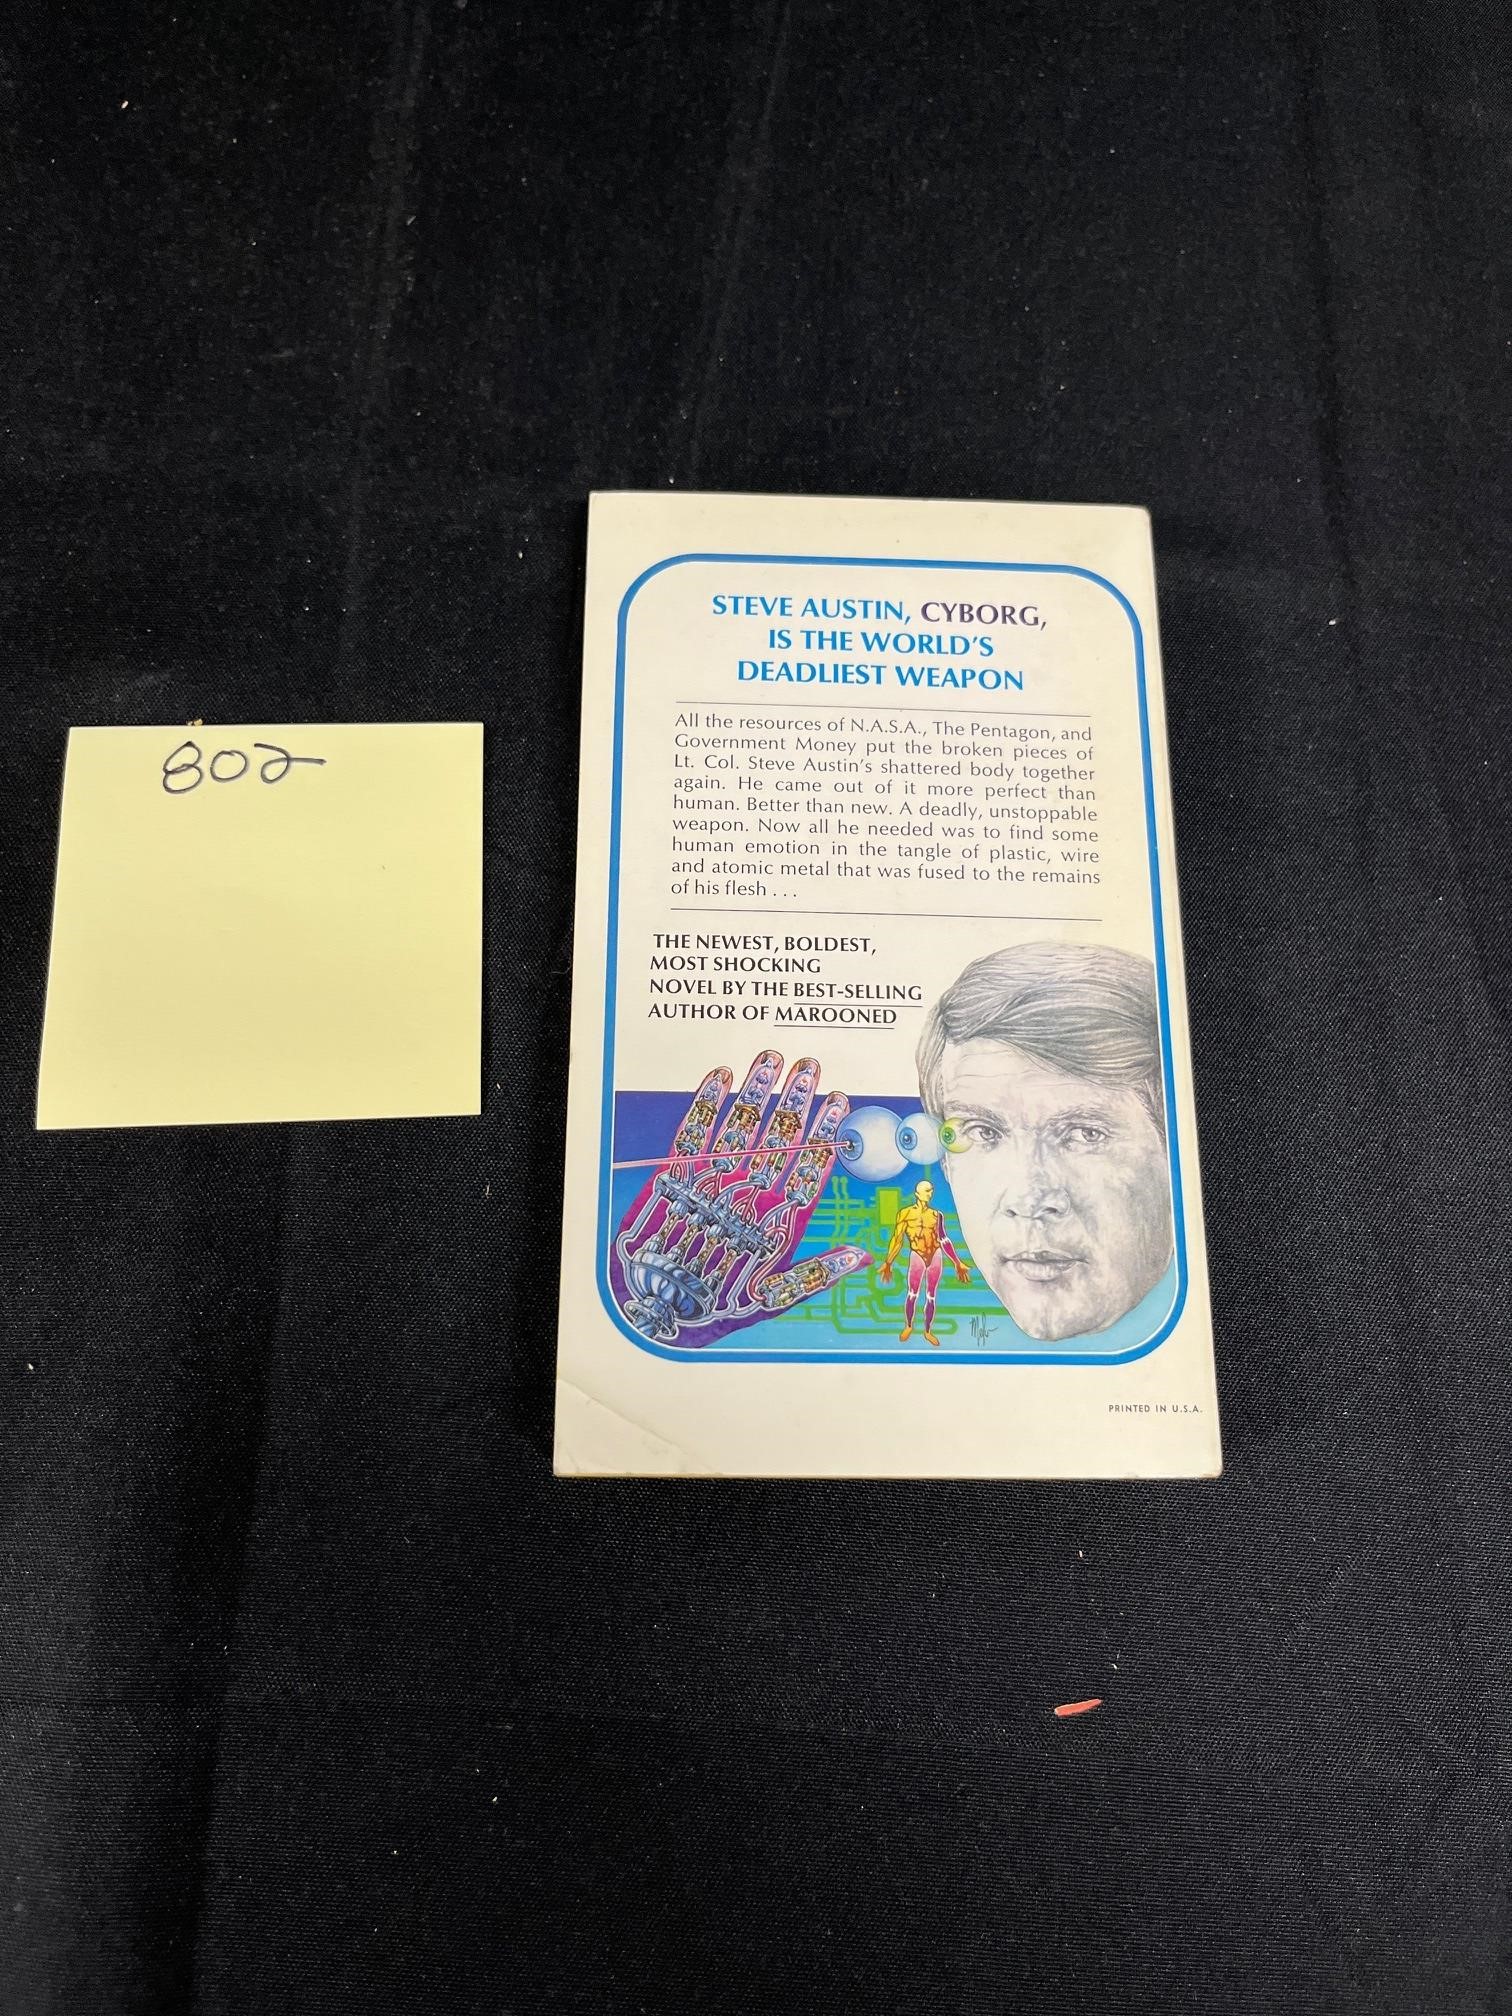 802
STEVE AUSTIN, CYBORG,
IS THE WORLD'S
DEADLIEST WEAPON
All the resources of N.A.S.A., The Pentagon, and
Government Money put the broken pieces of
Lt. Col. Steve Austin's shattered body together
again. He came out of it more perfect than
human. Better than new. A deadly, unstoppable
weapon. Now all he needed was to find some
human emotion in the tangle of plastic, wire
and atomic metal that was fused to the remains
of his flesh . . .
THE NEWEST, BOLDEST,
MOST SHOCKING
NOVEL BY THE BEST-SELLING
AUTHOR OF MAROONED
PRINTED IN U.S.A.